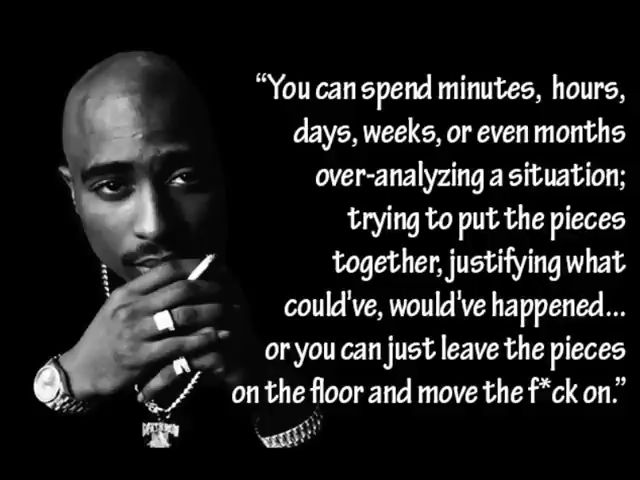 “You can spend minutes, hours,
days, weeks, or even months
over-analyzing a situation;
trying to put the pieces
together, justifying what
could've, would've happened...
or you can just leave the pieces
on the floor and move the f*ck on.”